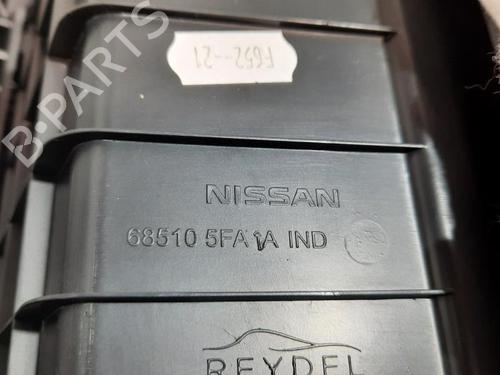 B-PARTS
F652--21
NISSAN
68510 5FA1A IND
REYDEL